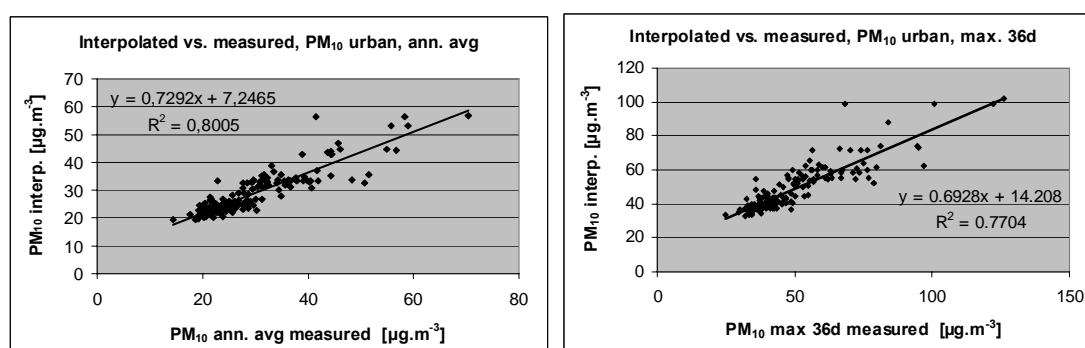 Interpolated vs. measured, PM₁₀ urban, ann. avg
70
60
50
40
30
20
10
0
y = 0,7292x + 7,2465
R² = 0,8005
PM₁₀ interp. [µg.m⁻³]
0 20 40 60 80
PM₁₀ ann. avg measured [µg.m⁻³]
Interpolated vs. measured, PM₁₀ urban, max. 36d
120
100
80
60
40
20
0
y = 0.6928x + 14.208
R² = 0.7704
PM₁₀ interp. [µg.m⁻³]
0 50 100 150
PM₁₀ max 36d measured [µg.m⁻³]